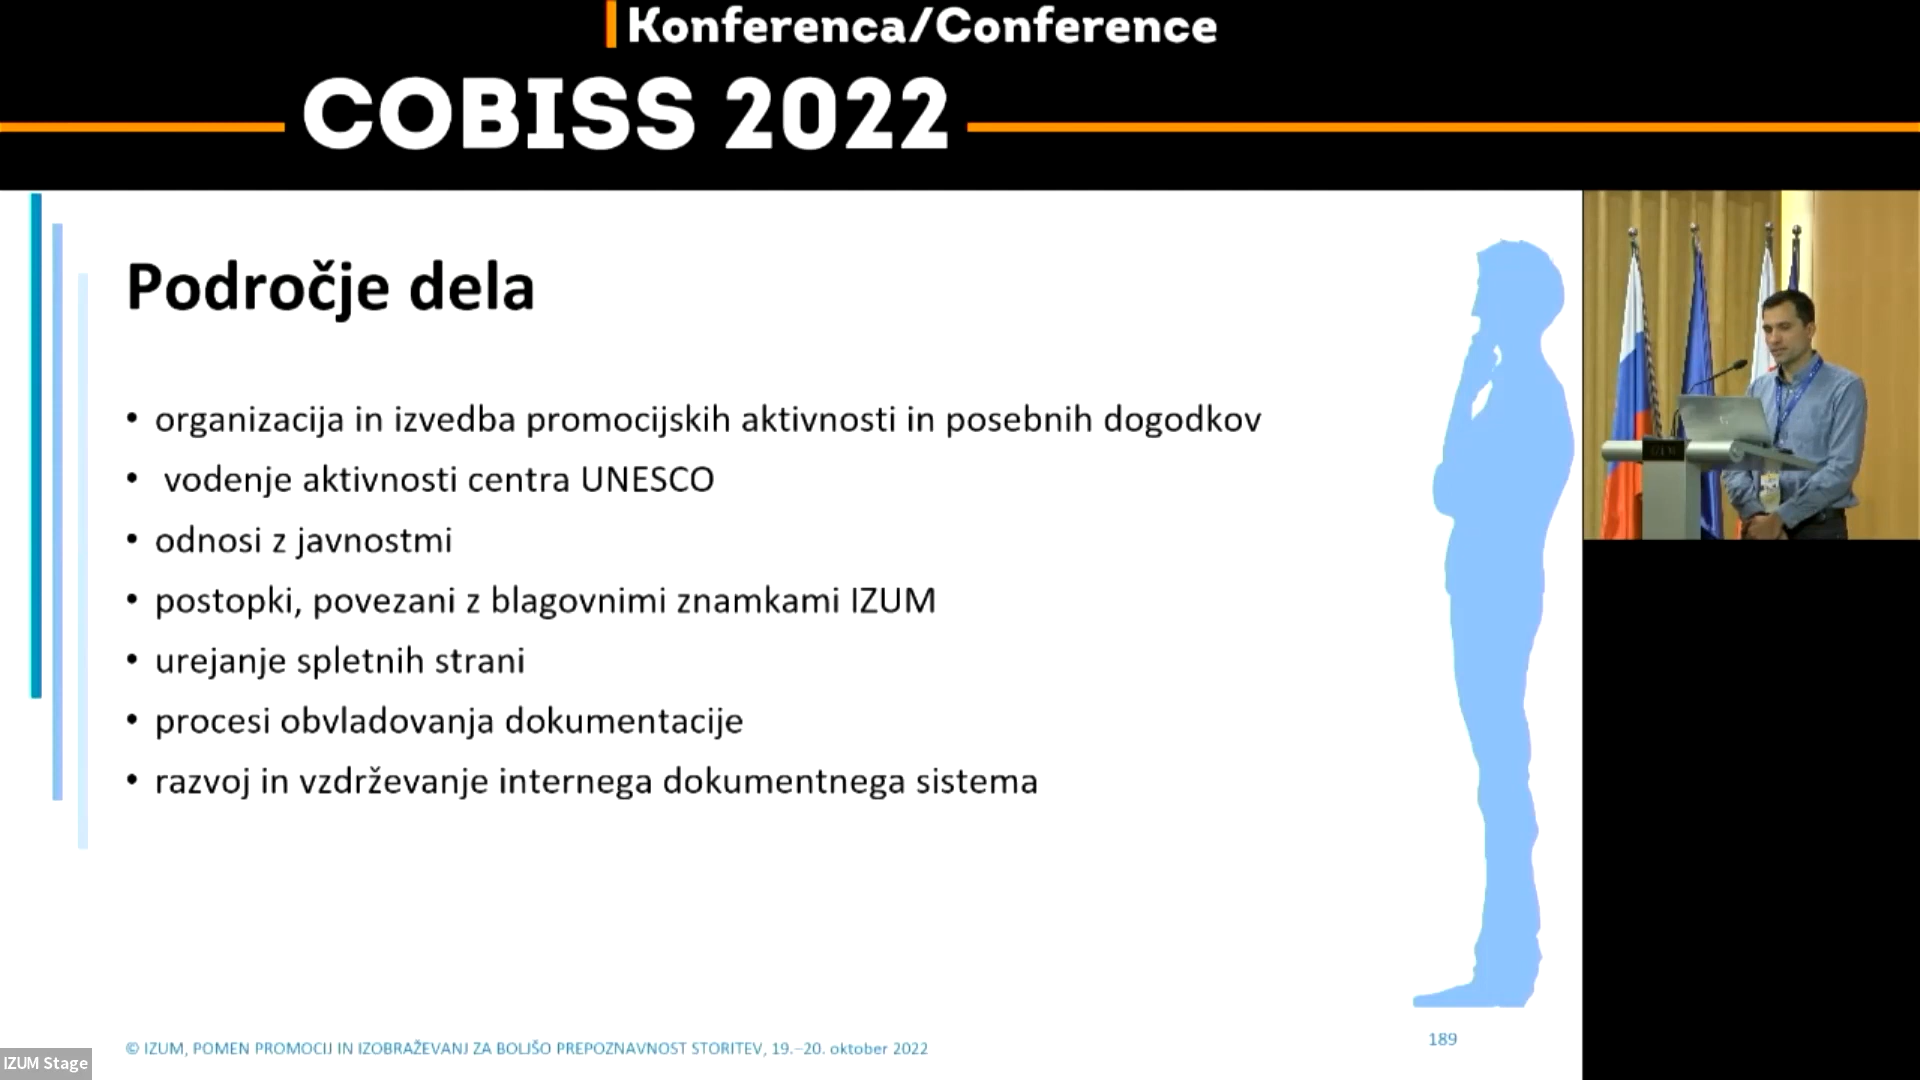 Konferenca/Conference
COBISS 2022
Področje dela
• organizacija in izvedba promocijskih aktivnosti in posebnih dogodkov
• vodenje aktivnosti centra UNESCO
• odnosi z javnostmi
• postopki, povezani z blagovnimi znamkami IZUM
• urejanje spletnih strani
• procesi obvladovanja dokumentacije
• razvoj in vzdrževanje internega dokumentnega sistema
© IZUM, POMEN PROMOCIJ IN IZOBRAŽEVANJ ZA BOLJŠO PREPOZNAVNOST STORITEV, 19.–20. oktober 2022
189
IZUM Stage